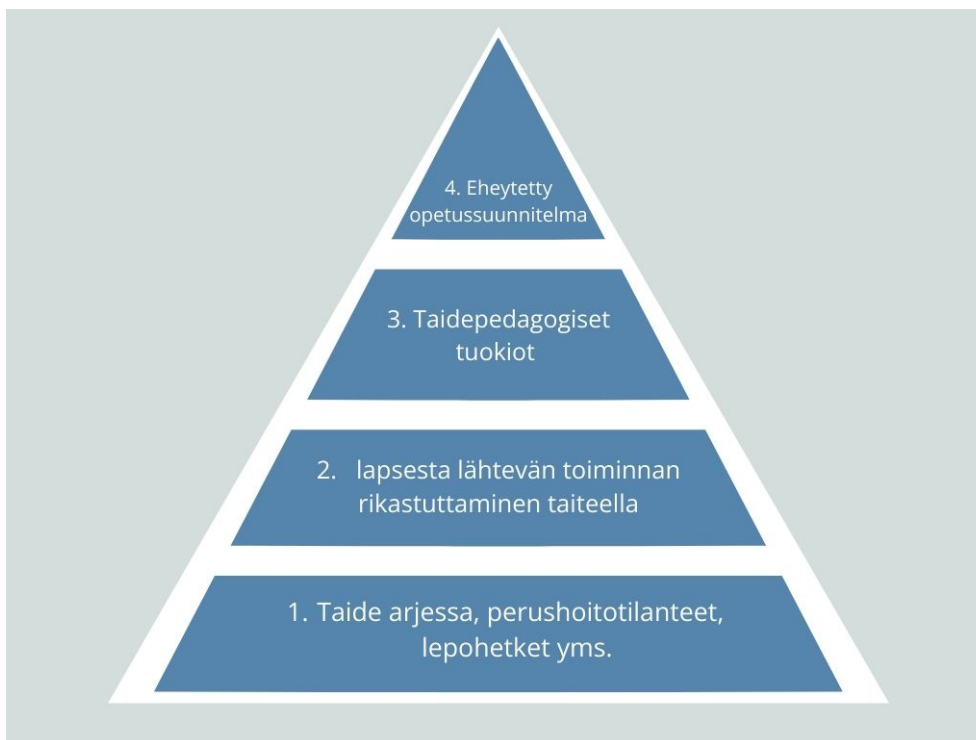 4. Eheytetty
opetussuunnitelma
3. Taidepedagogiset
tuokiot
2. lapsesta lähtevän toiminnan
rikastuttaminen taiteella
1. Taide arjessa, perushoitotilanteet,
lepohetket yms.